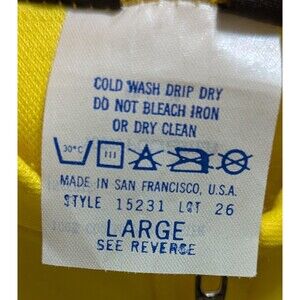 COLD WASH DRIP DRY
DO NOT BLEACH IRON
OR DRY CLEAN
30°C
MADE IN SAN FRANCISCO, U.S.A.
STYLE 15231 LOT 26
LARGE
SEE REVERSE